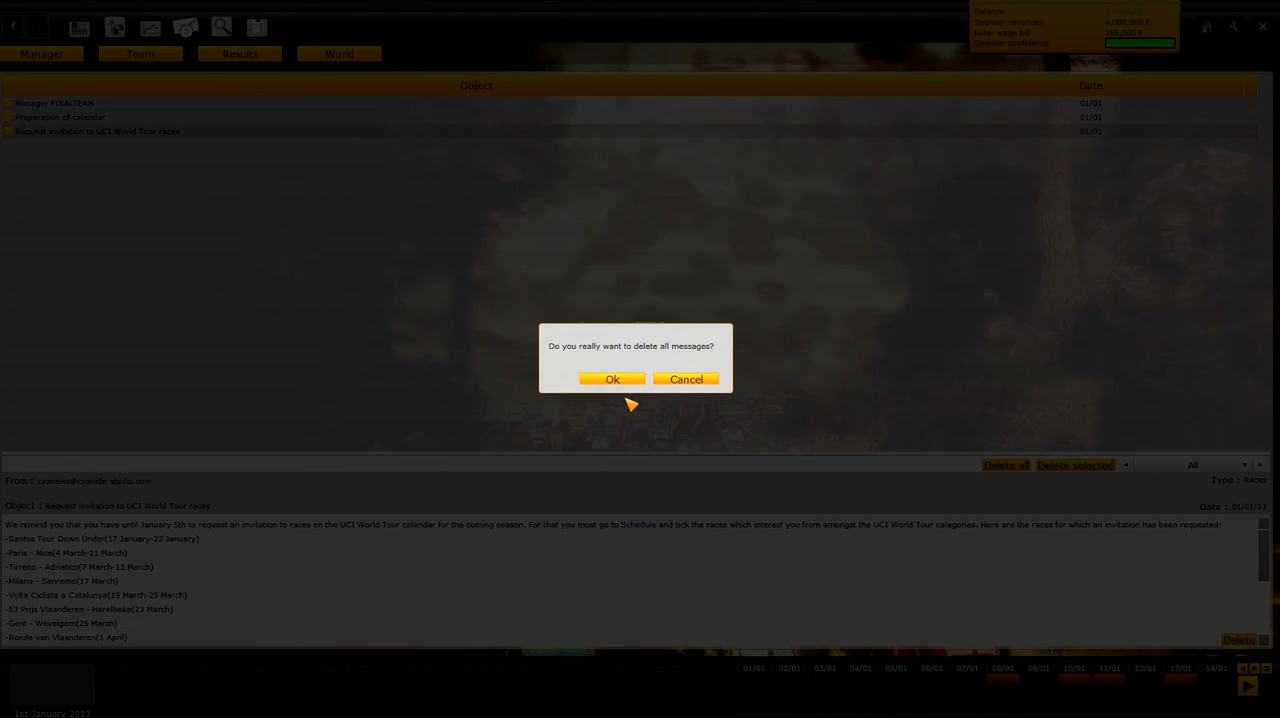 Balance
Sponsor revenues 4,080,000 €
Rider wage bill 185,000 €
Sponsor confidence
Manager Team Results World
Object Date
Manager FINALTEAM 01/01
Preparation of calendar 01/01
Request invitation to UCI World Tour races 01/01
Do you really want to delete all messages?
Ok Cancel
Delete all Delete selected All
From : cyanews@cyanide-studio.com Type : Races
Object : Request invitation to UCI World Tour races Date : 01/01/13
We remind you that you have until January 5th to request an invitation to races on the UCI World Tour calendar for the coming season. For that you must go to Schedule and tick the races which interest you from amongst the UCI World Tour categories. Here are the races for which an invitation has been requested:
-Santos Tour Down Under(17 January-22 January)
-Paris - Nice(4 March-11 March)
-Tirreno - Adriatico(7 March-13 March)
-Milano - Sanremo(17 March)
-Volta Ciclista a Catalunya(19 March-25 March)
-E3 Prijs Vlaanderen - Harelbeke(23 March)
-Gent - Wevelgem(25 March)
-Ronde van Vlaanderen(1 April)
Delete
01/01 02/01 03/01 04/01 05/01 06/01 07/01 08/01 09/01 10/01 11/01 12/01 13/01 14/01
1st January 2013